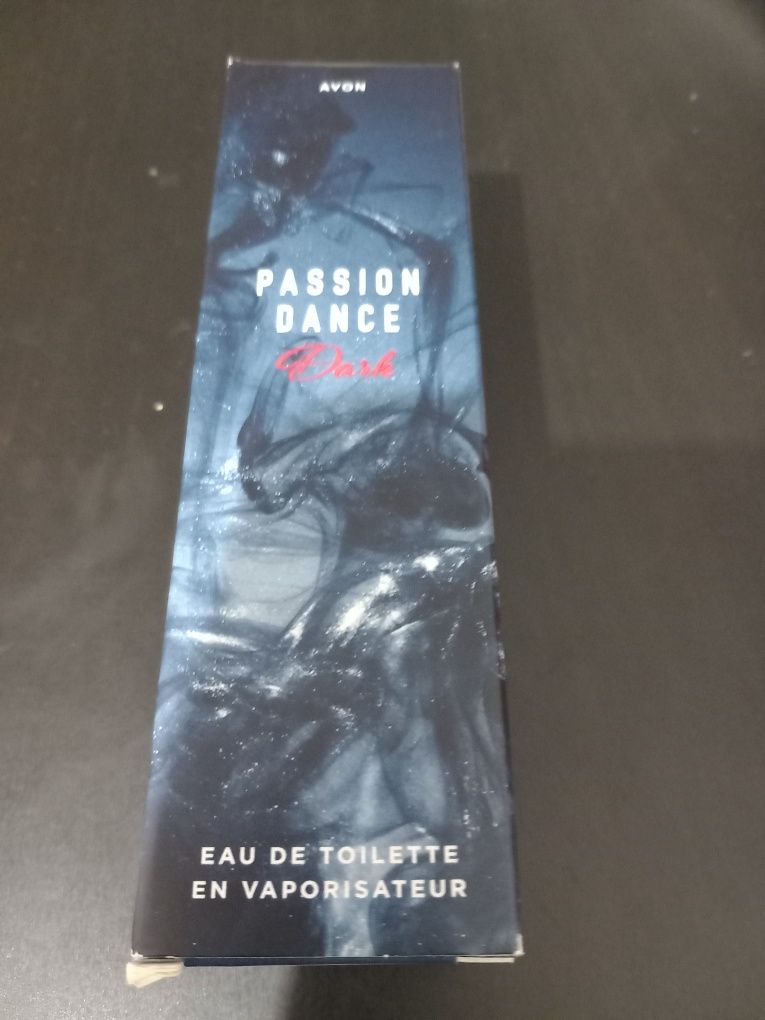 AVON
PASSION
DANCE
Dark
EAU DE TOILETTE
EN VAPORISATEUR